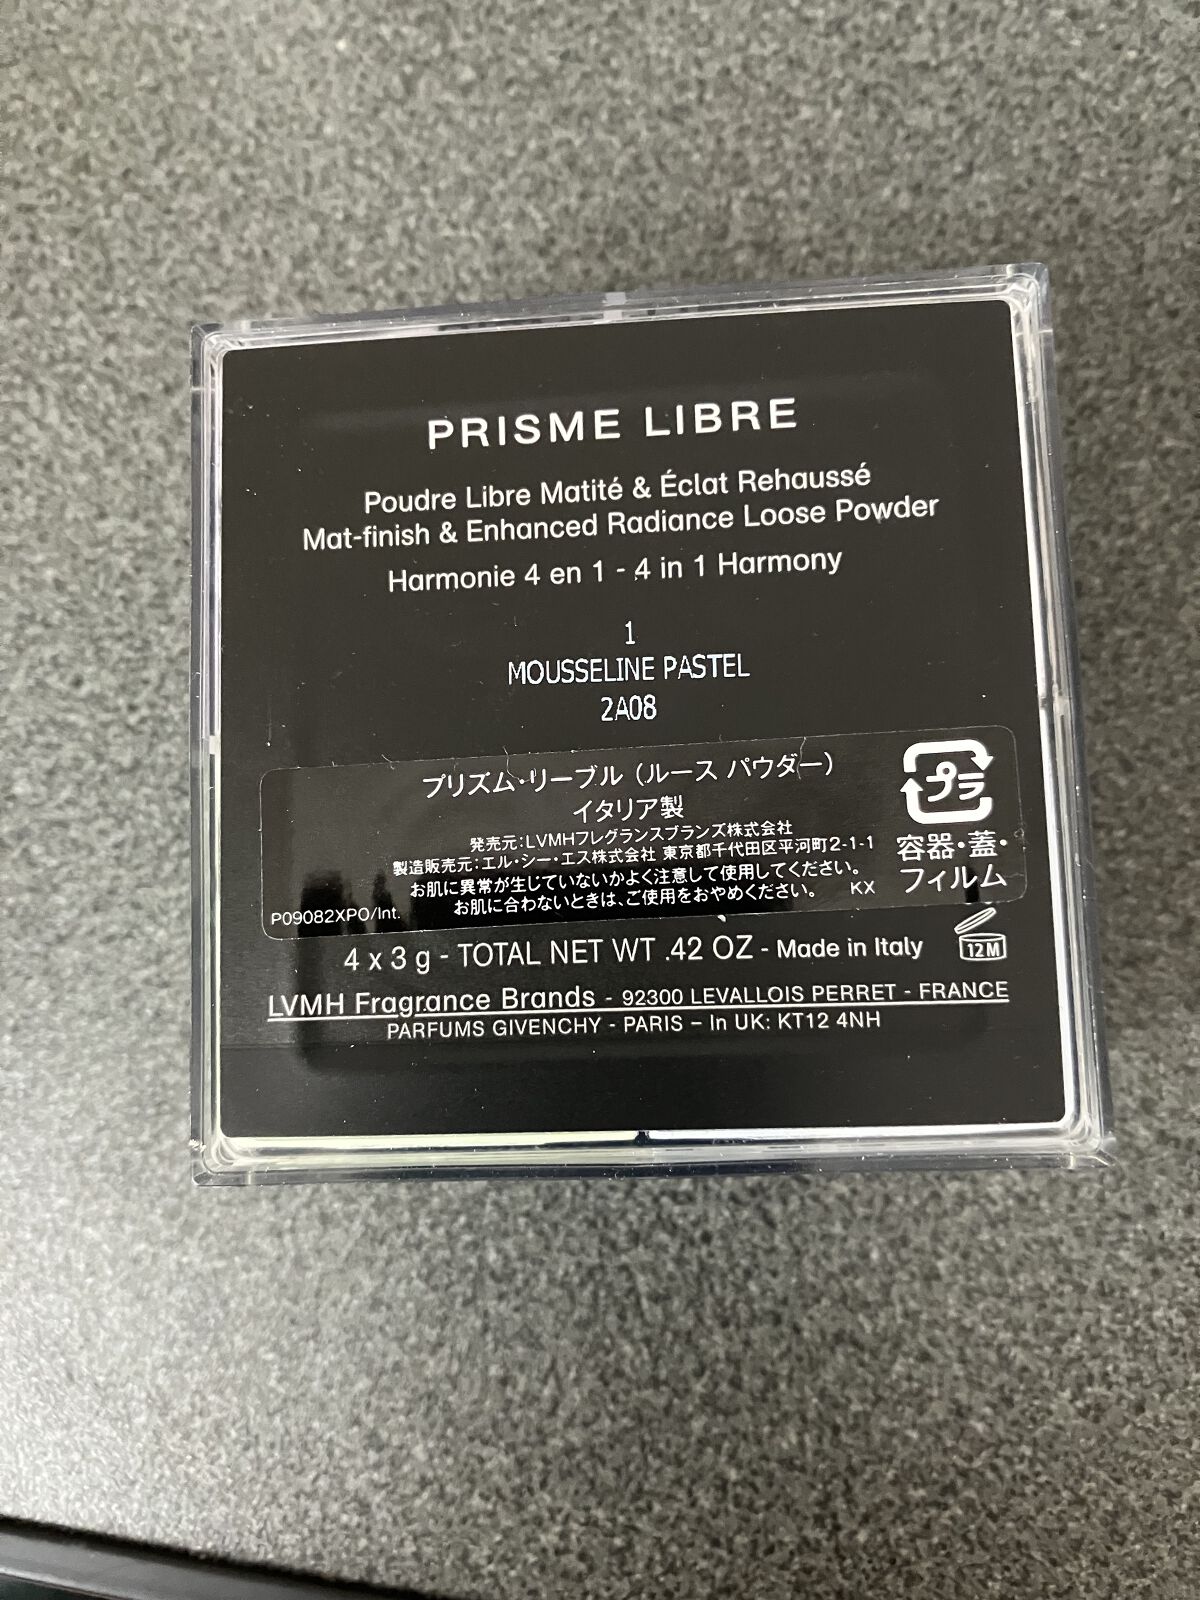 PRISME LIBRE
Poudre Libre Matité & Éclat Rehaussé
Mat-finish & Enhanced Radiance Loose Powder
Harmonie 4 en 1 - 4 in 1 Harmony
1
MOUSSELINE PASTEL
2A08
プリズム・リーブル（ルース パウダー）
イタリア製
発売元：LVMHフレグランスブランズ株式会社
製造販売元：エル・シー・エス株式会社 東京都千代田区平河町2-1-1
お肌に異常が生じていないかよく注意して使用してください。
お肌に合わないときは、ご使用をおやめください。 KX
P09082XPO/Int.
プラ
容器・蓋・
フィルム
4 x 3 g - TOTAL NET WT .42 OZ - Made in Italy
12M
LVMH Fragrance Brands - 92300 LEVALLOIS PERRET - FRANCE
PARFUMS GIVENCHY - PARIS – In UK: KT12 4NH